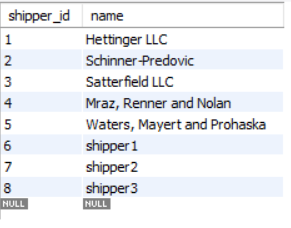 shipper_id name
1 Hettinger LLC
2 Schinner-Predovic
3 Satterfield LLC
4 Mraz, Renner and Nolan
5 Waters, Mayert and Prohaska
6 shipper1
7 shipper2
8 shipper3
NULL NULL